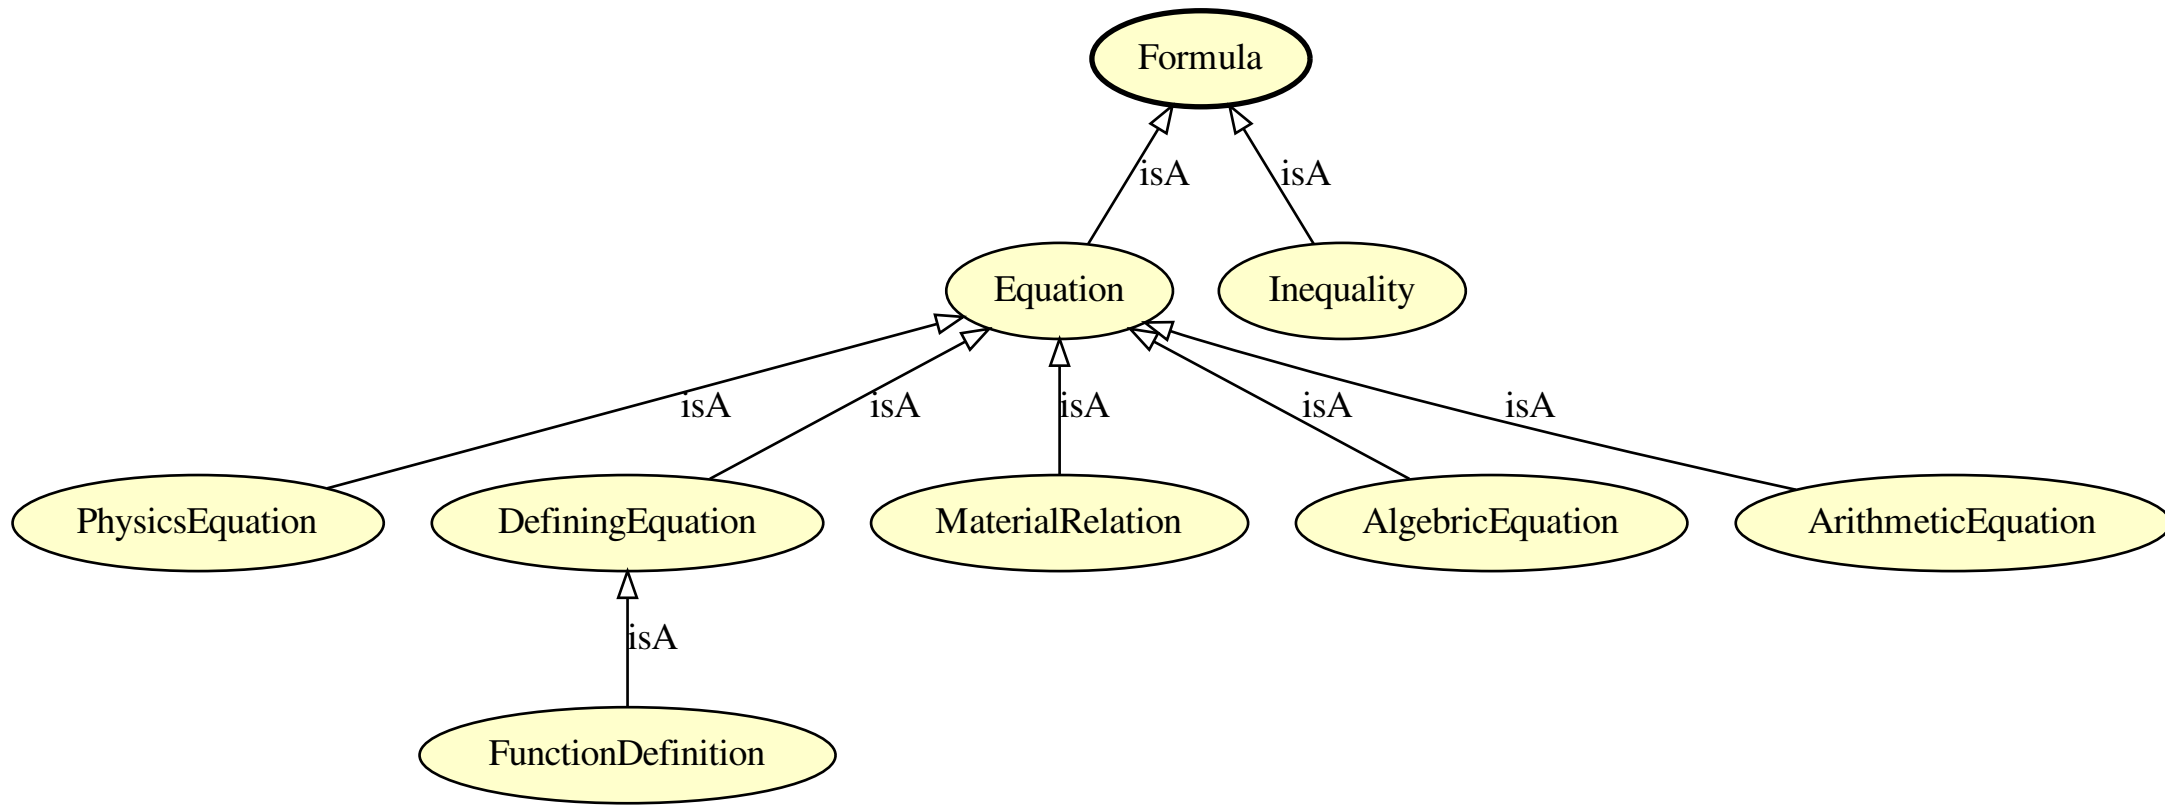 Formula
isA
isA
Equation
Inequality
isA
isA
isA
isA
isA
PhysicsEquation
DefiningEquation
MaterialRelation
AlgebricEquation
ArithmeticEquation
isA
FunctionDefinition